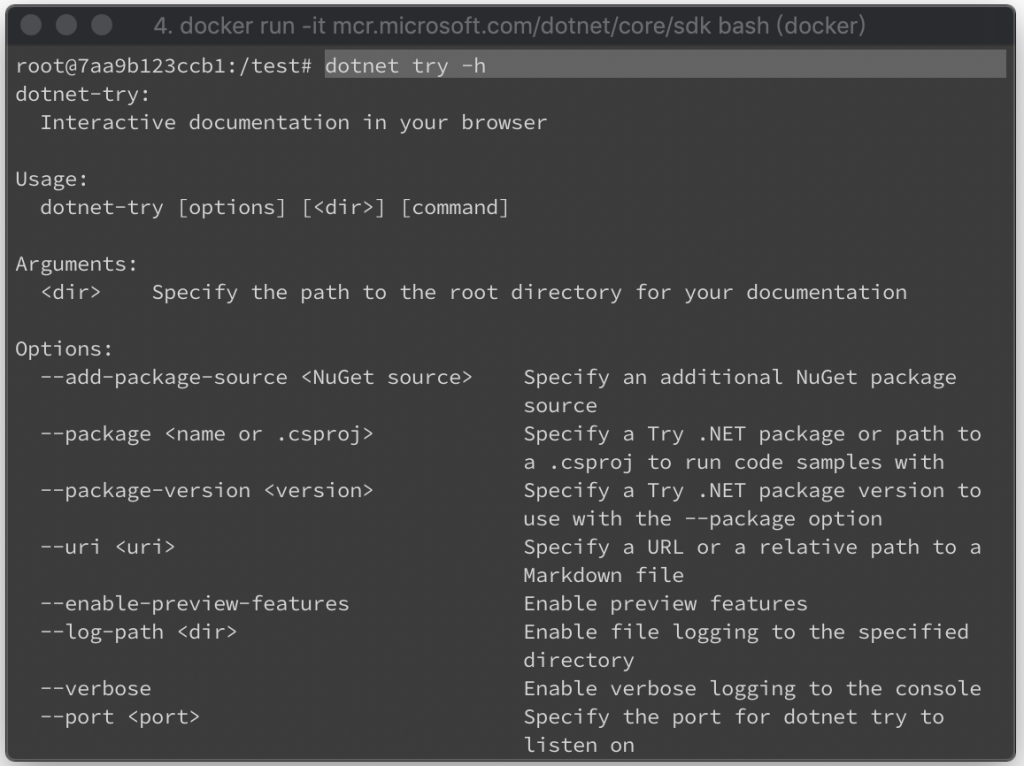 4. docker run -it mcr.microsoft.com/dotnet/core/sdk bash (docker)
root@7aa9b123ccb1:/test# dotnet try -h
dotnet-try:
  Interactive documentation in your browser

Usage:
  dotnet-try [options] [<dir>] [command]

Arguments:
  <dir>    Specify the path to the root directory for your documentation

Options:
  --add-package-source <NuGet source>    Specify an additional NuGet package
                                         source
  --package <name or .csproj>            Specify a Try .NET package or path to
                                         a .csproj to run code samples with
  --package-version <version>            Specify a Try .NET package version to
                                         use with the --package option
  --uri <uri>                            Specify a URL or a relative path to a
                                         Markdown file
  --enable-preview-features              Enable preview features
  --log-path <dir>                       Enable file logging to the specified
                                         directory
  --verbose                              Enable verbose logging to the console
  --port <port>                          Specify the port for dotnet try to
                                         listen on